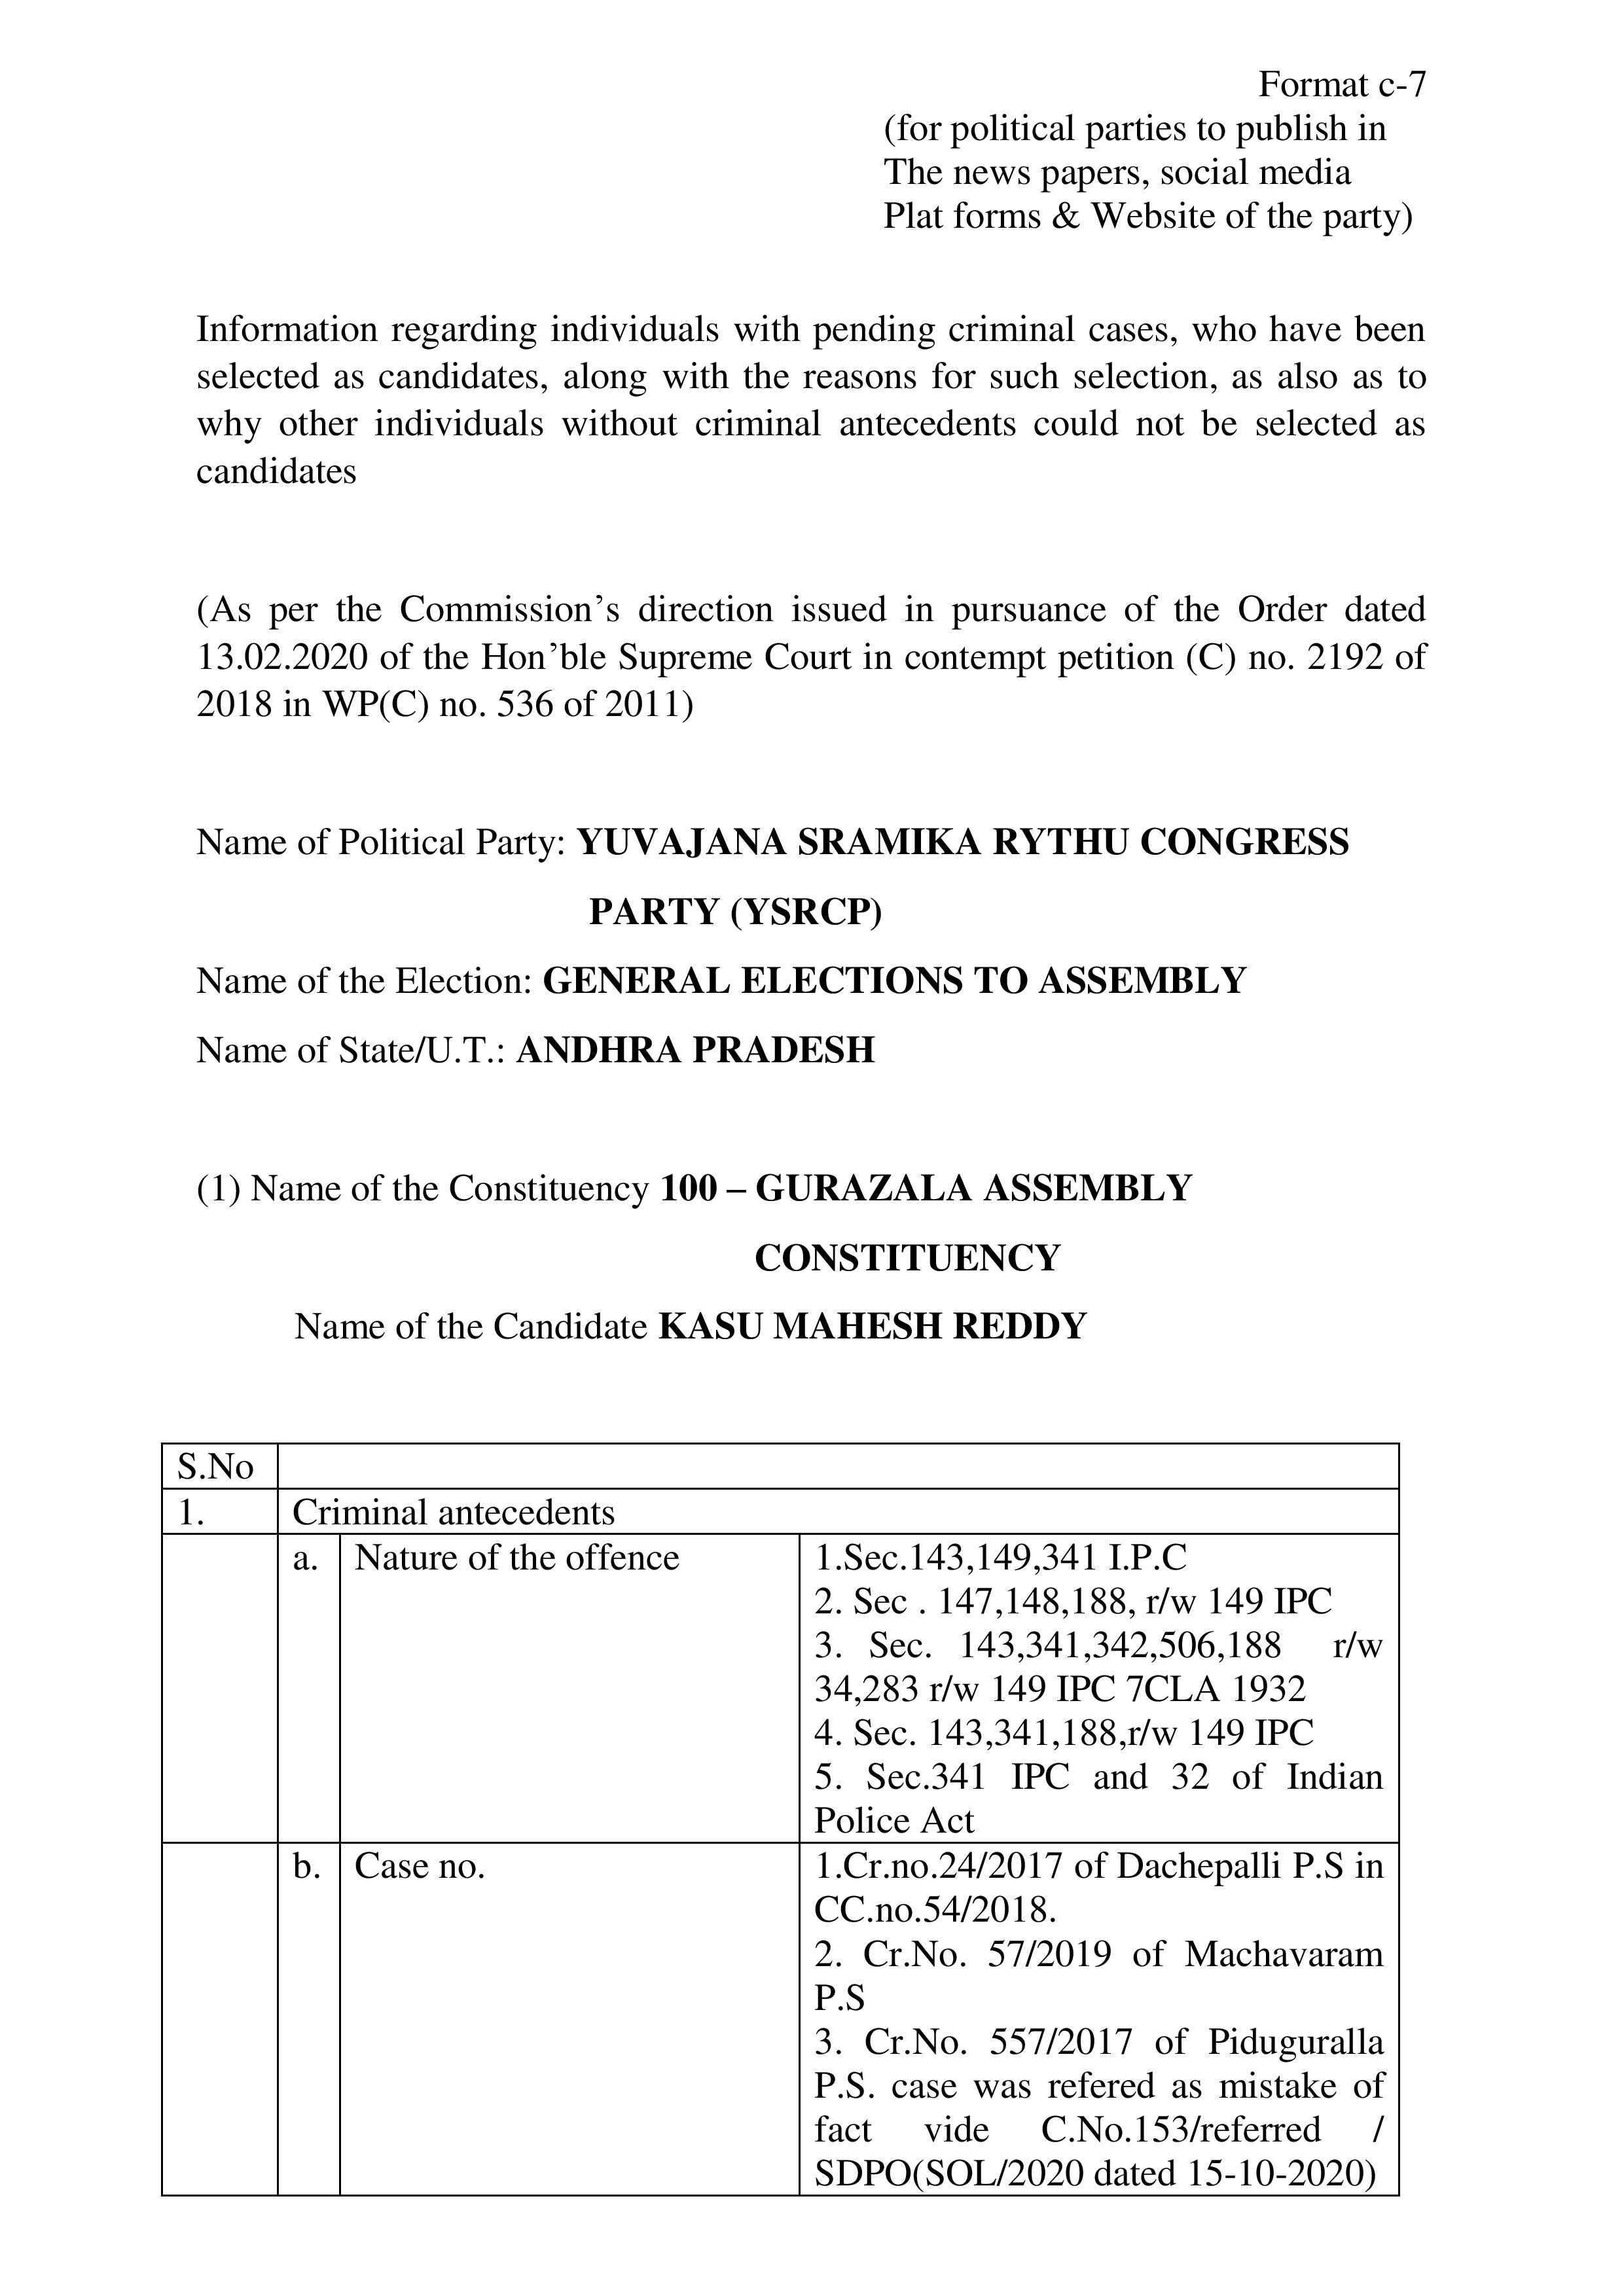 Format c-7
(for political parties to publish in
The news papers, social media
Plat forms & Website of the party)
Information regarding individuals with pending criminal cases, who have been
selected as candidates, along with the reasons for such selection, as also as to
why other individuals without criminal antecedents could not be selected as
candidates
(As per the Commission’s direction issued in pursuance of the Order dated
13.02.2020 of the Hon’ble Supreme Court in contempt petition (C) no. 2192 of
2018 in WP(C) no. 536 of 2011)
Name of Political Party: YUVAJANA SRAMIKA RYTHU CONGRESS
PARTY (YSRCP)
Name of the Election: GENERAL ELECTIONS TO ASSEMBLY
Name of State/U.T.: ANDHRA PRADESH
(1) Name of the Constituency 100 – GURAZALA ASSEMBLY
CONSTITUENCY
Name of the Candidate KASU MAHESH REDDY
S.No
1. Criminal antecedents
a. Nature of the offence 1.Sec.143,149,341 I.P.C
2. Sec . 147,148,188, r/w 149 IPC
3. Sec. 143,341,342,506,188 r/w
34,283 r/w 149 IPC 7CLA 1932
4. Sec. 143,341,188,r/w 149 IPC
5. Sec.341 IPC and 32 of Indian
Police Act
b. Case no. 1.Cr.no.24/2017 of Dachepalli P.S in
CC.no.54/2018.
2. Cr.No. 57/2019 of Machavaram
P.S
3. Cr.No. 557/2017 of Piduguralla
P.S. case was refered as mistake of
fact vide C.No.153/referred /
SDPO(SOL/2020 dated 15-10-2020)